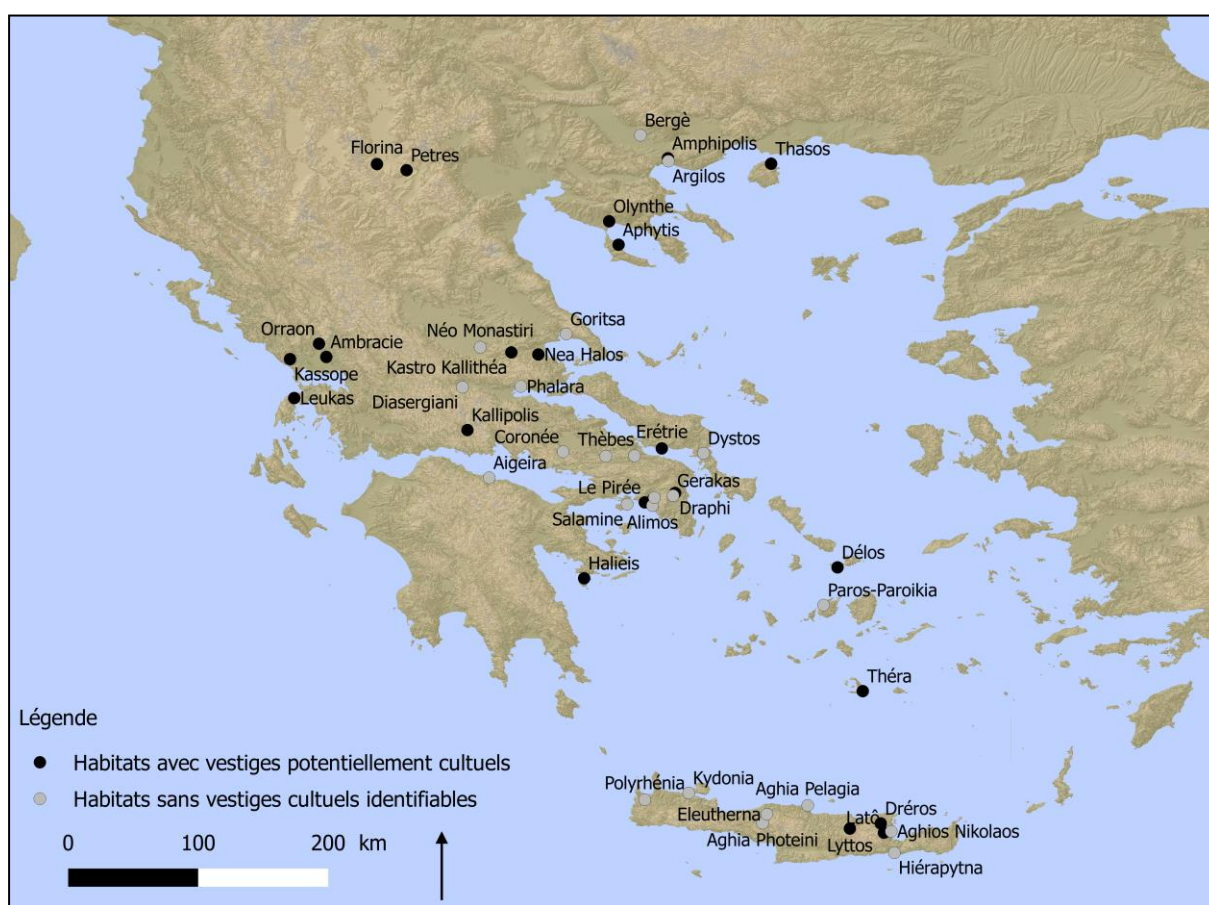 Bergè
Amphipolis
Thasos
Florina
Petres
Argilos
Olynthe
Aphytis
Orraon
Ambracie
Néo Monastiri
Goritsa
Nea Halos
Kassope
Kastro Kallithéa
Phalara
Leukas
Diasergiani
Kallipolis
Coronée
Thèbes
Erétrie
Dystos
Aigeira
Le Pirée
Gerakas
Draphi
Salamine
Alimos
Halieis
Délos
Paros-Paroikia
Théra
Légende
Habitats avec vestiges potentiellement cultuels
Habitats sans vestiges cultuels identifiables
0 100 200 km
Polyrhénia
Kydonia
Aghia Pelagia
Dréros
Eleutherna
Latô
Aghios Nikolaos
Aghia Photeini
Lyttos
Hiérapytna